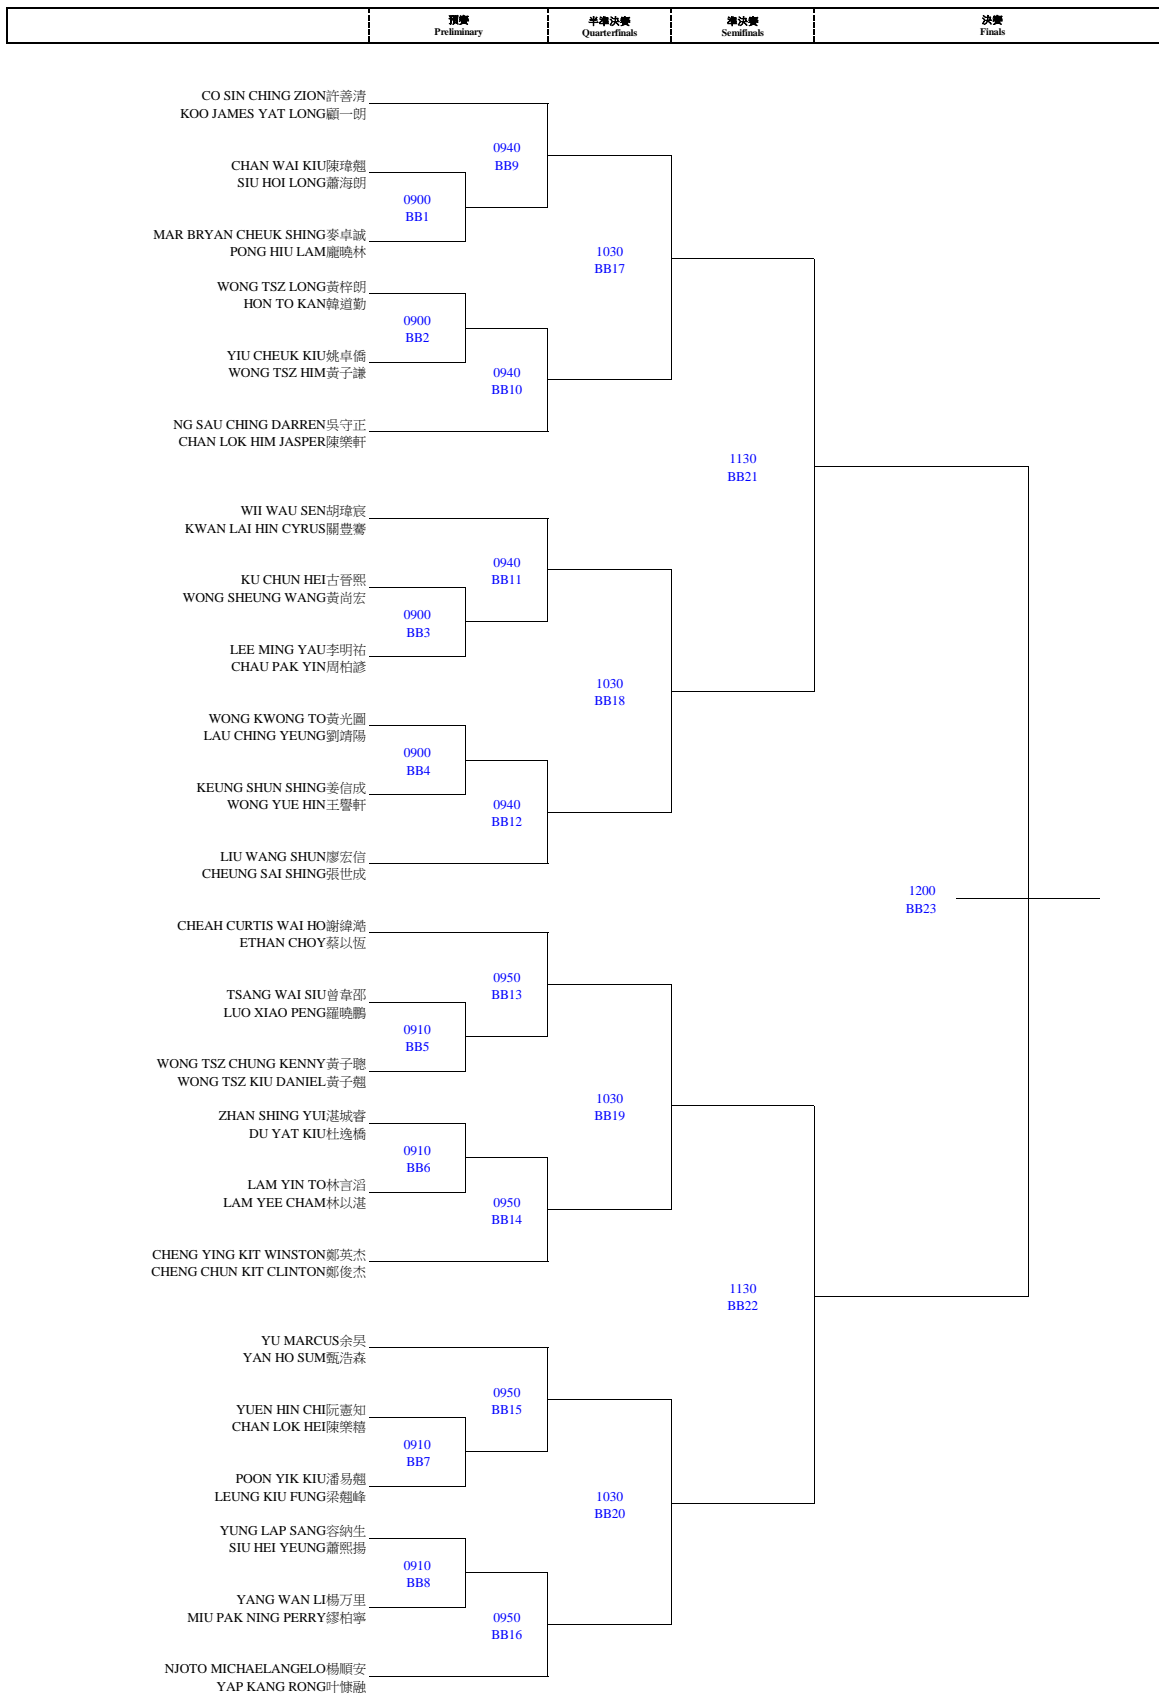 預賽 半準決賽 準決賽 決賽
Preliminary Quarterfinals Semifinals Finals
CO SIN CHING ZION許善清
KOO JAMES YAT LONG顧一朗
0940
BB9
CHAN WAI KIU陳瑋翹
SIU HOI LONG蕭海朗
0900
BB1
MAR BRYAN CHEUK SHING麥卓誠
PONG HIU LAM龐曉林
1030
BB17
WONG TSZ LONG黃梓朗
HON TO KAN韓道勤
0900
BB2
YIU CHEUK KIU姚卓僑
WONG TSZ HIM黃子謙
0940
BB10
NG SAU CHING DARREN吳守正
CHAN LOK HIM JASPER陳樂軒
1130
BB21
WII WAU SEN胡瑋宸
KWAN LAI HIN CYRUS關豊騫
0940
BB11
KU CHUN HEI古晉熙
WONG SHEUNG WANG黃尚宏
0900
BB3
LEE MING YAU李明祐
CHAU PAK YIN周柏諺
1030
BB18
WONG KWONG TO黃光圖
LAU CHING YEUNG劉靖陽
0900
BB4
KEUNG SHUN SHING姜信成
WONG YUE HIN王譽軒
0940
BB12
LIU WANG SHUN廖宏信
CHEUNG SAI SHING張世成
1200
BB23
CHEAH CURTIS WAI HO謝緯澔
ETHAN CHOY蔡以恆
0950
BB13
TSANG WAI SIU曾韋邵
LUO XIAO PENG羅曉鵬
0910
BB5
WONG TSZ CHUNG KENNY黃子聰
WONG TSZ KIU DANIEL黃子翹
1030
BB19
ZHAN SHING YUI湛城睿
DU YAT KIU杜逸橋
0910
BB6
LAM YIN TO林言滔
LAM YEE CHAM林以湛
0950
BB14
CHENG YING KIT WINSTON鄭英杰
CHENG CHUN KIT CLINTON鄭俊杰
1130
BB22
YU MARCUS余昊
YAN HO SUM甄浩森
0950
BB15
YUEN HIN CHI阮憲知
CHAN LOK HEI陳樂糦
0910
BB7
POON YIK KIU潘易翹
LEUNG KIU FUNG梁翹峰
1030
BB20
YUNG LAP SANG容納生
SIU HEI YEUNG蕭熙揚
0910
BB8
YANG WAN LI楊万里
MIU PAK NING PERRY繆柏寧
0950
BB16
NJOTO MICHAELANGELO楊順安
YAP KANG RONG叶慷融